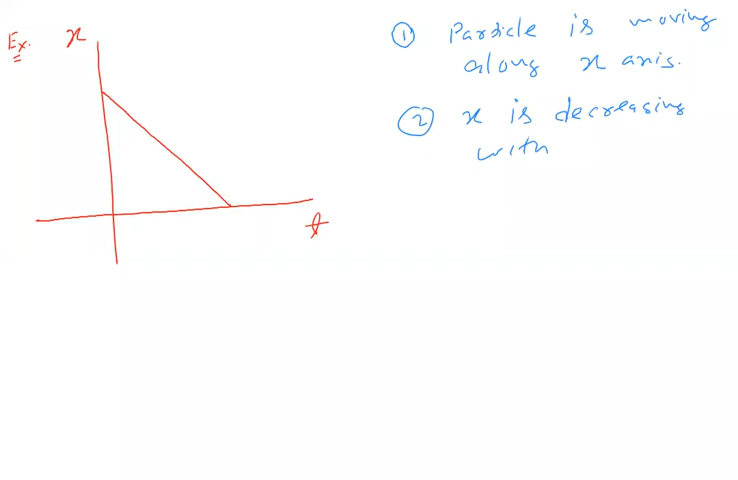 Ex.
x
t
① Particle is moving
along x axis.
② x is decreasing
with